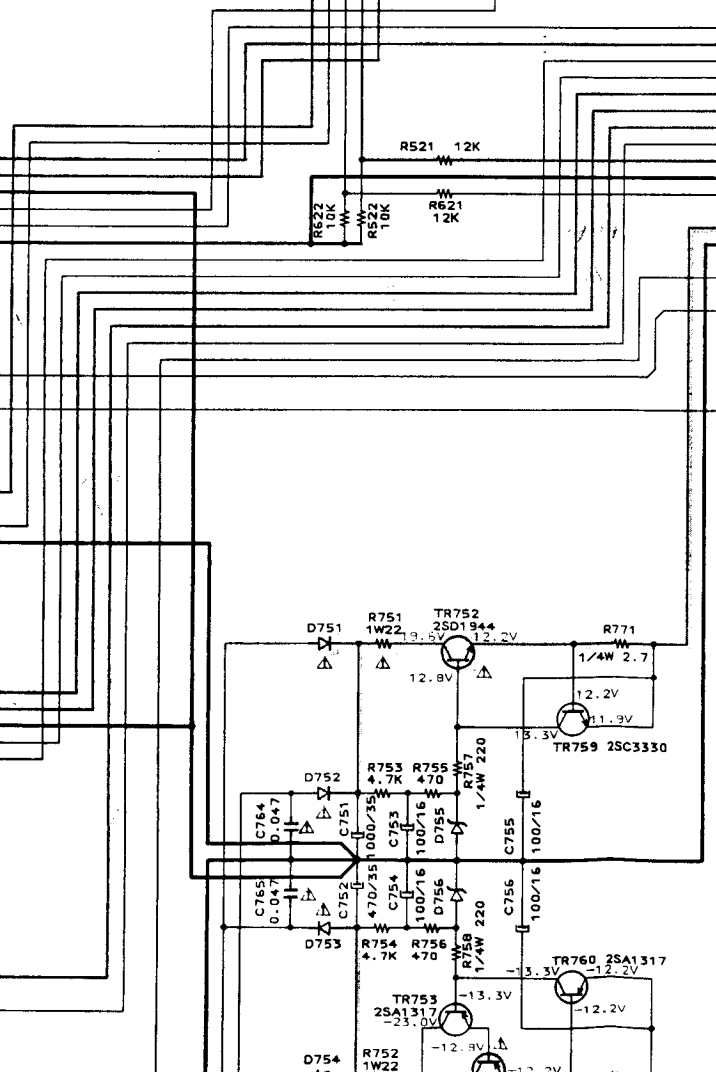 R521 12K
R621
12K
R622
10K
R522
10K
D751
R751
1W22
19.6V
TR752
2SD1944
12.2V
12.8V
R771
1/4W 2.7
12.2V
11.9V
13.3V
TR759 2SC3330
R757
1/4W 220
D752
R753
4.7K
R755
470
C764
0.047
C751
1000/35
C753
100/16
D755
C755
100/16
C765
0.047
C752
470/35
C754
100/16
D756
C756
100/16
D753
R754
4.7K
R756
470
R758
1/4W 220
TR760 2SA1317
-13.3V
-12.2V
-13.3V
-12.2V
TR753
2SA1317
-23.0V
-12.9V
D754
R752
1W22